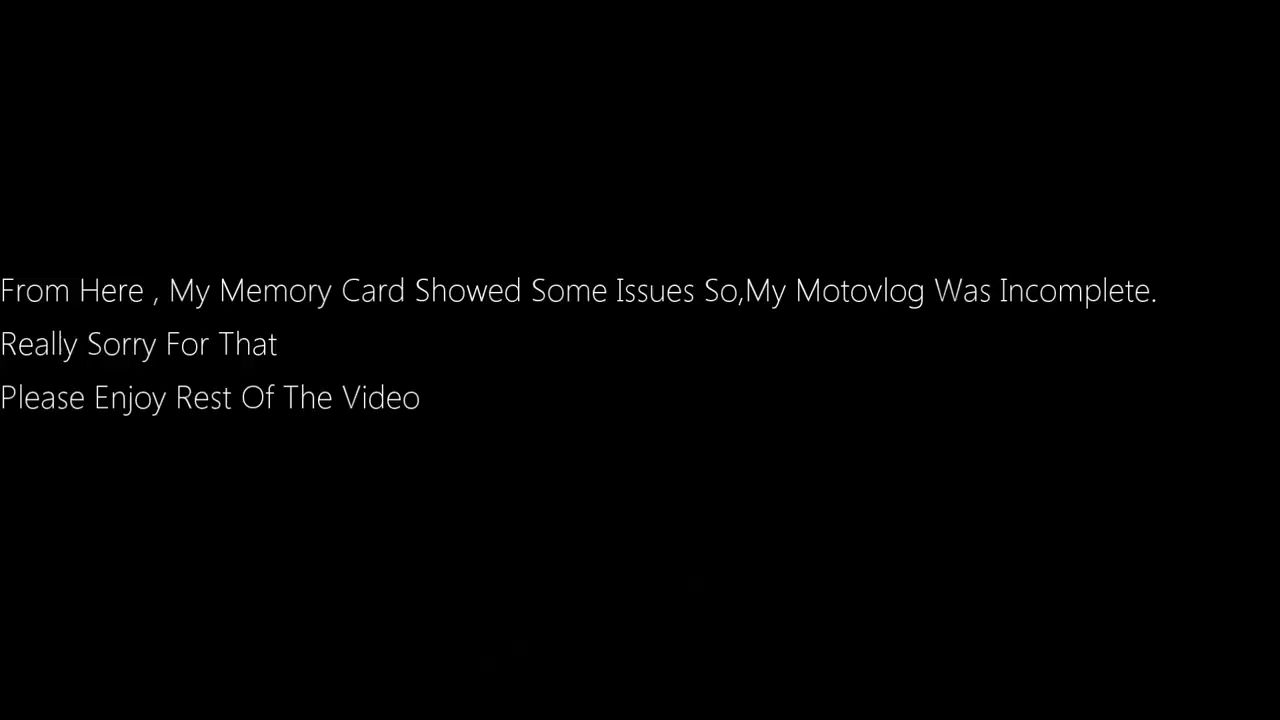 From Here , My Memory Card Showed Some Issues So,My Motovlog Was Incomplete.
Really Sorry For That
Please Enjoy Rest Of The Video